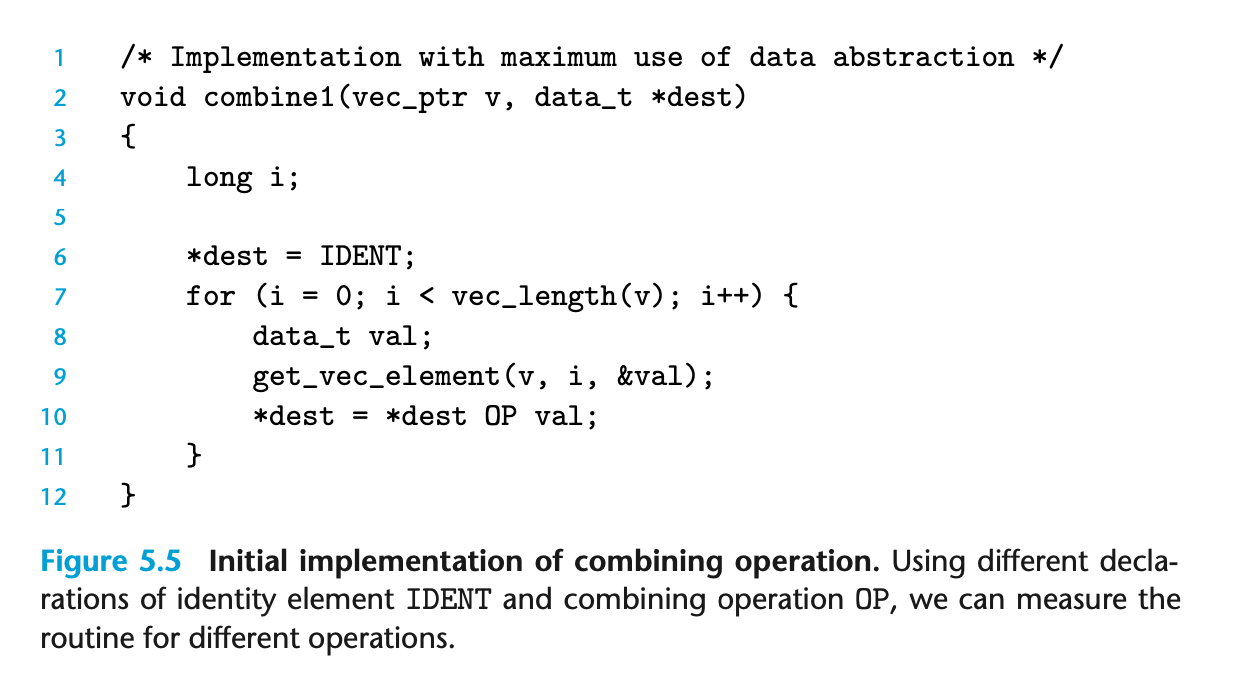 1 /* Implementation with maximum use of data abstraction */
2 void combine1(vec_ptr v, data_t *dest)
3 {
4     long i;
5
6     *dest = IDENT;
7     for (i = 0; i < vec_length(v); i++) {
8         data_t val;
9         get_vec_element(v, i, &val);
10         *dest = *dest OP val;
11     }
12 }
Figure 5.5 Initial implementation of combining operation. Using different decla-
rations of identity element IDENT and combining operation OP, we can measure the
routine for different operations.